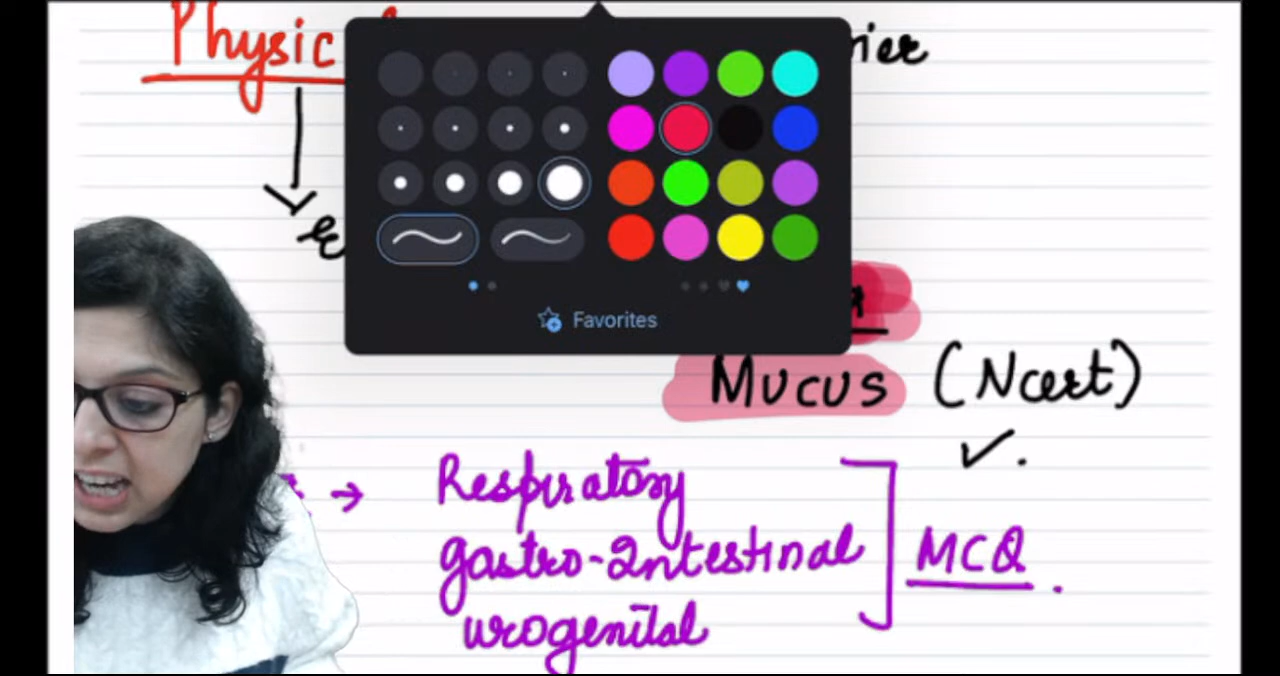 Physic
Favorites
Mucus (Ncert)
→ Respiratory
gastro-Intestinal
urogenital
MCQ.